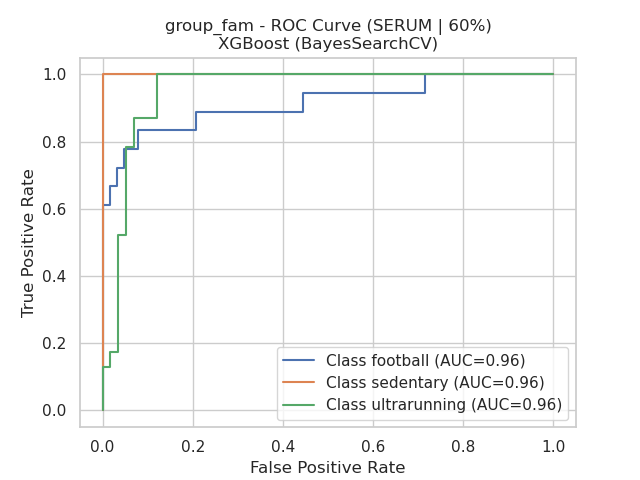 group_fam - ROC Curve (SERUM | 60%)
XGBoost (BayesSearchCV)
True Positive Rate
1.0
0.8
0.6
0.4
0.2
0.0
Class football (AUC=0.96)
Class sedentary (AUC=0.96)
Class ultrarunning (AUC=0.96)
0.0 0.2 0.4 0.6 0.8 1.0
False Positive Rate